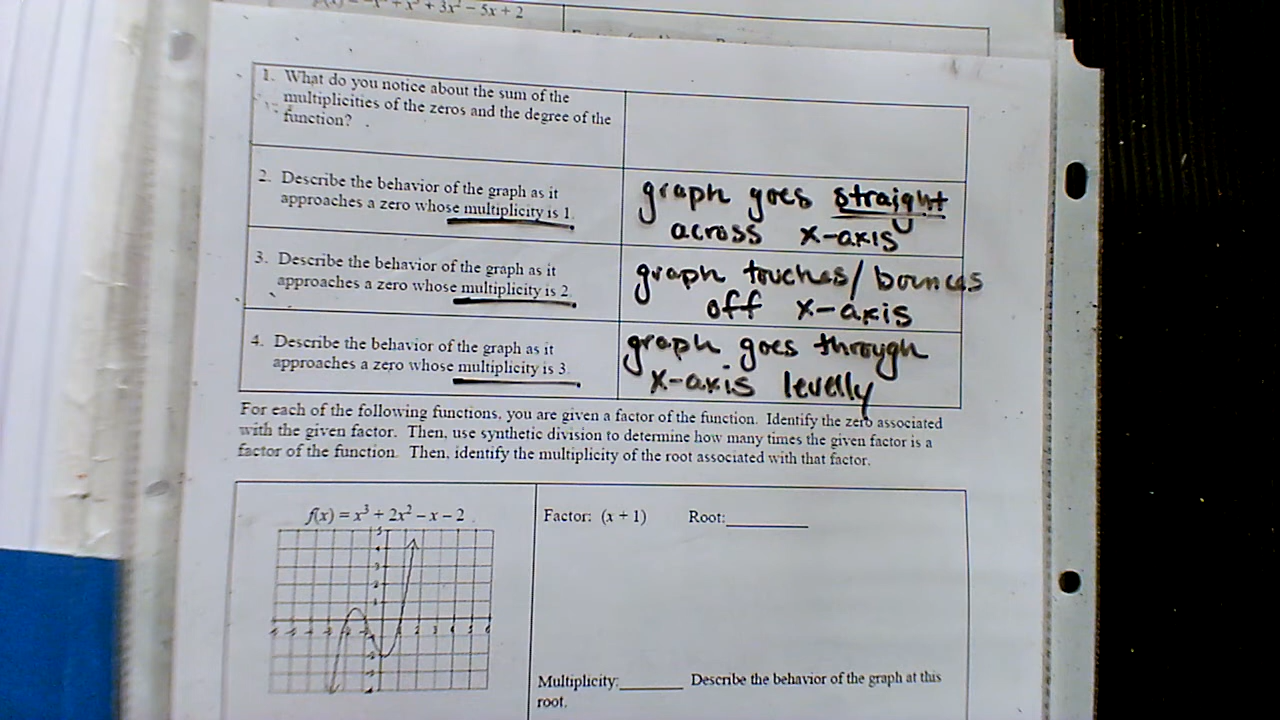 + 3x² − 5x + 2
1. What do you notice about the sum of the
multiplicities of the zeros and the degree of the
function?
2. Describe the behavior of the graph as it
approaches a zero whose multiplicity is 1.
graph goes straight
across x-axis
3. Describe the behavior of the graph as it
approaches a zero whose multiplicity is 2.
graph touches/bounces
off x-axis
4. Describe the behavior of the graph as it
approaches a zero whose multiplicity is 3.
graph goes through
x-axis levelly
For each of the following functions, you are given a factor of the function. Identify the zero associated
with the given factor. Then, use synthetic division to determine how many times the given factor is a
factor of the function. Then, identify the multiplicity of the root associated with that factor.
f(x) = x³ + 2x² − x − 2
Factor: (x + 1) Root:
Multiplicity: Describe the behavior of the graph at this
root.